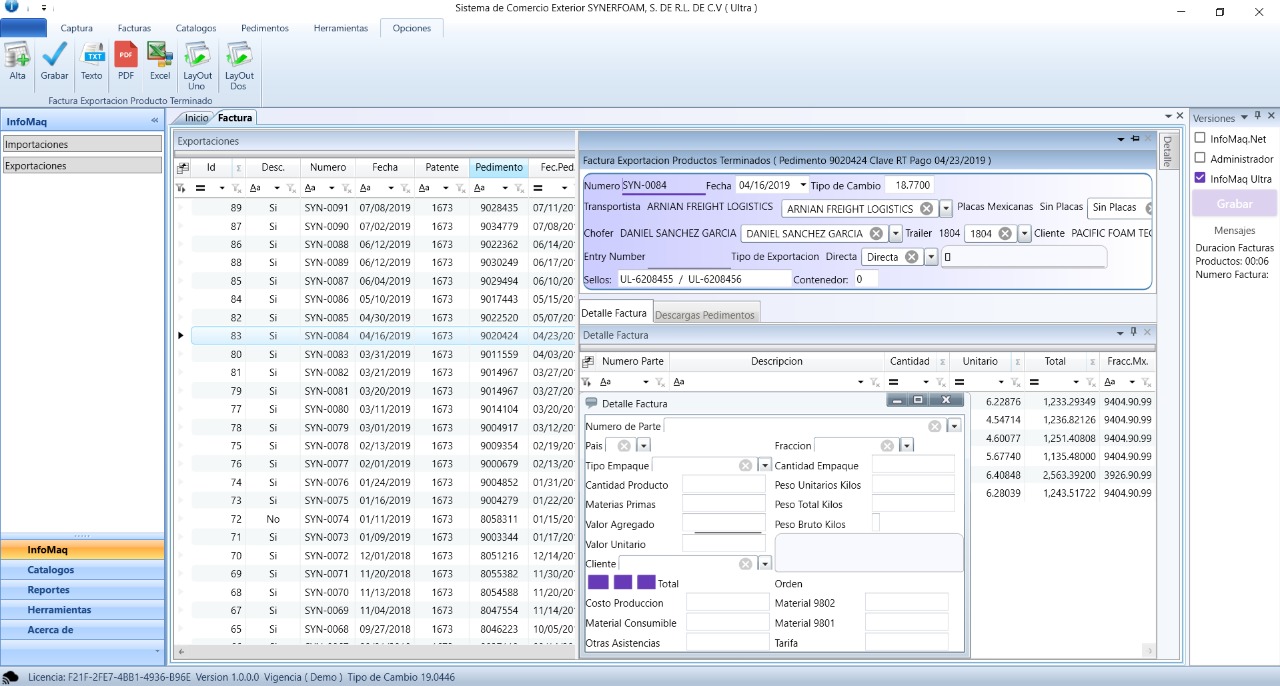 Sistema de Comercio Exterior SYNERFOAM, S. DE R.L. DE C.V ( Ultra )
Captura Facturas Catalogos Pedimentos Herramientas Opciones
Alta Grabar Texto PDF Excel LayOut Uno LayOut Dos
Factura Exportacion Producto Terminado
InfoMaq
Importaciones
Exportaciones
InfoMaq
Catalogos
Reportes
Herramientas
Acerca de
Inicio Factura
Exportaciones
Id Desc. Numero Fecha Patente Pedimento Fec.Ped.
89 Si SYN-0091 07/08/2019 1673 9028435 07/11/20
87 Si SYN-0090 07/02/2019 1673 9034779 07/08/20
86 Si SYN-0088 06/12/2019 1673 9022362 06/14/20
88 Si SYN-0089 06/12/2019 1673 9030249 06/17/20
85 Si SYN-0087 06/04/2019 1673 9029494 06/10/20
84 Si SYN-0086 05/10/2019 1673 9017443 05/15/20
82 Si SYN-0085 04/30/2019 1673 9022520 05/07/20
83 Si SYN-0084 04/16/2019 1673 9020424 04/23/20
80 Si SYN-0083 03/31/2019 1673 9011559 04/03/20
81 Si SYN-0082 03/21/2019 1673 9014967 03/27/20
79 Si SYN-0081 03/21/2019 1673 9014967 03/27/20
77 Si SYN-0080 03/11/2019 1673 9014104 03/20/20
78 Si SYN-0079 03/01/2019 1673 9004917 03/12/20
75 Si SYN-0078 02/13/2019 1673 9009354 02/19/20
76 Si SYN-0077 02/01/2019 1673 9000679 02/13/20
74 Si SYN-0076 01/24/2019 1673 9004852 01/31/20
73 Si SYN-0075 01/16/2019 1673 9004279 01/22/20
72 No SYN-0074 01/11/2019 1673 8058311 01/15/20
71 Si SYN-0073 01/09/2019 1673 9003344 01/17/20
70 Si SYN-0072 12/01/2018 1673 8051216 12/14/20
69 Si SYN-0071 11/20/2018 1673 8055382 11/30/20
68 Si SYN-0070 11/13/2018 1673 8054588 11/20/20
67 Si SYN-0069 11/04/2018 1673 8047554 11/14/20
65 Si SYN-0068 09/27/2018 1673 8046223 10/05/20
Factura Exportacion Productos Terminados ( Pedimento 9020424 Clave RT Pago 04/23/2019 )
Numero SYN-0084 Fecha 04/16/2019 Tipo de Cambio 18.7700
Transportista ARNIAN FREIGHT LOGISTICS ARNIAN FREIGHT LOGISTICS Placas Mexicanas Sin Placas Sin Placas
Chofer DANIEL SANCHEZ GARCIA DANIEL SANCHEZ GARCIA Trailer 1804 1804 Cliente PACIFIC FOAM TEC
Entry Number Tipo de Exportacion Directa Directa
Sellos: UL-6208455 / UL-6208456 Contenedor: 0
Detalle Factura Descargas Pedimentos
Detalle Factura
Numero Parte Descripcion Cantidad Unitario Total Fracc.Mx.
6.22876 1,233.29349 9404.90.99
4.54714 1,236.82126 9404.90.99
4.60077 1,251.40808 9404.90.99
5.67740 1,135.48000 9404.90.99
6.40848 2,563.39200 3926.90.99
6.28039 1,243.51722 9404.90.99
Detalle Factura
Numero de Parte
Pais Fraccion
Tipo Empaque Cantidad Empaque
Cantidad Producto Peso Unitarios Kilos
Materias Primas Peso Total Kilos
Valor Agregado Peso Bruto Kilos
Valor Unitario
Cliente
Total Orden
Costo Produccion Material 9802
Material Consumible Material 9801
Otras Asistencias Tarifa
Detalle
Versiones
InfoMaq.Net
Administrador
InfoMaq Ultra
Grabar
Mensajes
Duracion Facturas
Productos: 00:06
Numero Factura:
Licencia: F21F-2FE7-4BB1-4936-B96E Version 1.0.0.0 Vigencia ( Demo ) Tipo de Cambio 19.0446